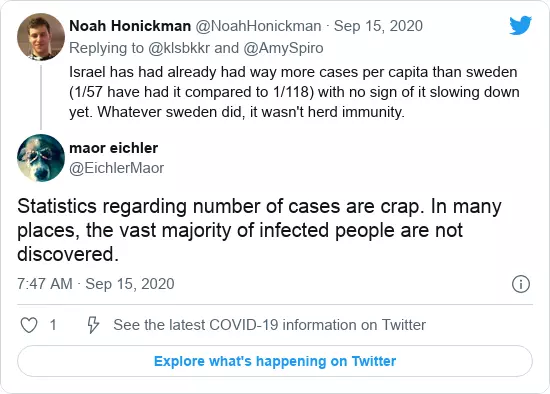 Noah Honickman @NoahHonickman · Sep 15, 2020
Replying to @klsbkkr and @AmySpiro
Israel has had already had way more cases per capita than sweden
(1/57 have had it compared to 1/118) with no sign of it slowing down
yet. Whatever sweden did, it wasn't herd immunity.
maor eichler
@EichlerMaor
Statistics regarding number of cases are crap. In many
places, the vast majority of infected people are not
discovered.
7:47 AM · Sep 15, 2020
1 See the latest COVID-19 information on Twitter
Explore what's happening on Twitter